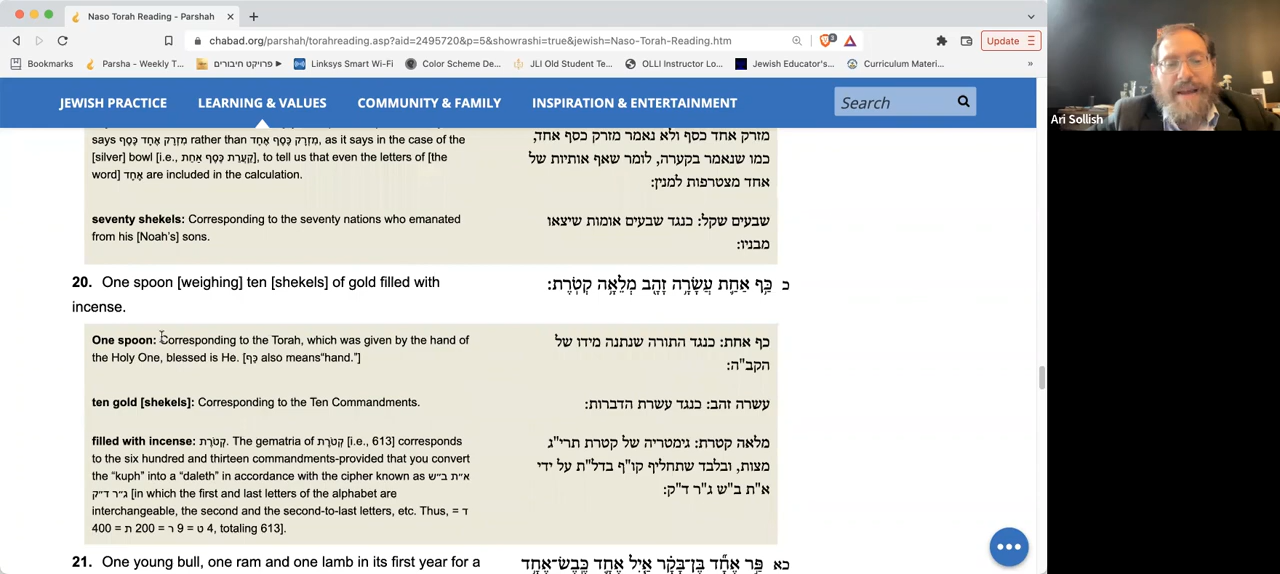 Naso Torah Reading - Parshah
chabad.org/parshah/torahreading.asp?aid=2495720&p=5&showrashi=true&jewish=Naso-Torah-Reading.htm
3
Update
Bookmarks
Parsha - Weekly T...
פרויקט חיבורים
Linksys Smart Wi-Fi
Color Scheme De...
JLI Old Student Te...
OLLI Instructor Lo...
Jewish Educator's...
Curriculum Materi...
»
JEWISH PRACTICE
LEARNING & VALUES
COMMUNITY & FAMILY
INSPIRATION & ENTERTAINMENT
Search
Ari Sollish
says מִזְרָק אֶחָד כֶּסֶף rather than מִזְרָק כֶּסֶף אֶחָד, as it says in the case of the
[silver] bowl [i.e., קַעֲרַת כֶּסֶף אַחַת], to tell us that even the letters of [the
word] אֶחָד are included in the calculation.
מזרק אחד כסף ולא נאמר מזרק כסף אחד,
כמו שנאמר בקערה, לומר שאף אותיות של
אחד מצטרפות למנין:
seventy shekels: Corresponding to the seventy nations who emanated
from his [Noah's] sons.
שבעים שקל: כנגד שבעים אומות שיצאו
מבניו:
20. One spoon [weighing] ten [shekels] of gold filled with
incense.
כ כַּ֥ף אַחַ֛ת עֲשָׂרָ֥ה זָהָ֖ב מְלֵאָ֥ה קְטֹֽרֶת:
One spoon: Corresponding to the Torah, which was given by the hand of
the Holy One, blessed is He. [כַּף also means"hand."]
כף אחת: כנגד התורה שנתנה מידו של
הקב"ה:
ten gold [shekels]: Corresponding to the Ten Commandments.
עשרה זהב: כנגד עשרת הדברות:
filled with incense: קְטֹרֶת. The gematria of קְטֹרֶת [i.e., 613] corresponds
to the six hundred and thirteen commandments-provided that you convert
the "kuph" into a "daleth" in accordance with the cipher known as א"ת ב"ש
ג"ר ד"ק [in which the first and last letters of the alphabet are
interchangeable, the second and the second-to-last letters, etc. Thus, ד =
4, ט = 9 ר = 200 ת = 400, totaling 613].
מלאה קטרת: גימטריה של קטרת תרי"ג
מצות, ובלבד שתחליף קו"ף בדל"ת על ידי
א"ת ב"ש ג"ר ד"ק:
21. One young bull, one ram and one lamb in its first year for a
כא פַּ֣ר אֶחָ֞ד בֶּן־בָּקָ֗ר אַ֧יִל אֶחָ֛ד כֶּֽבֶשׂ־אֶחָ֥ד